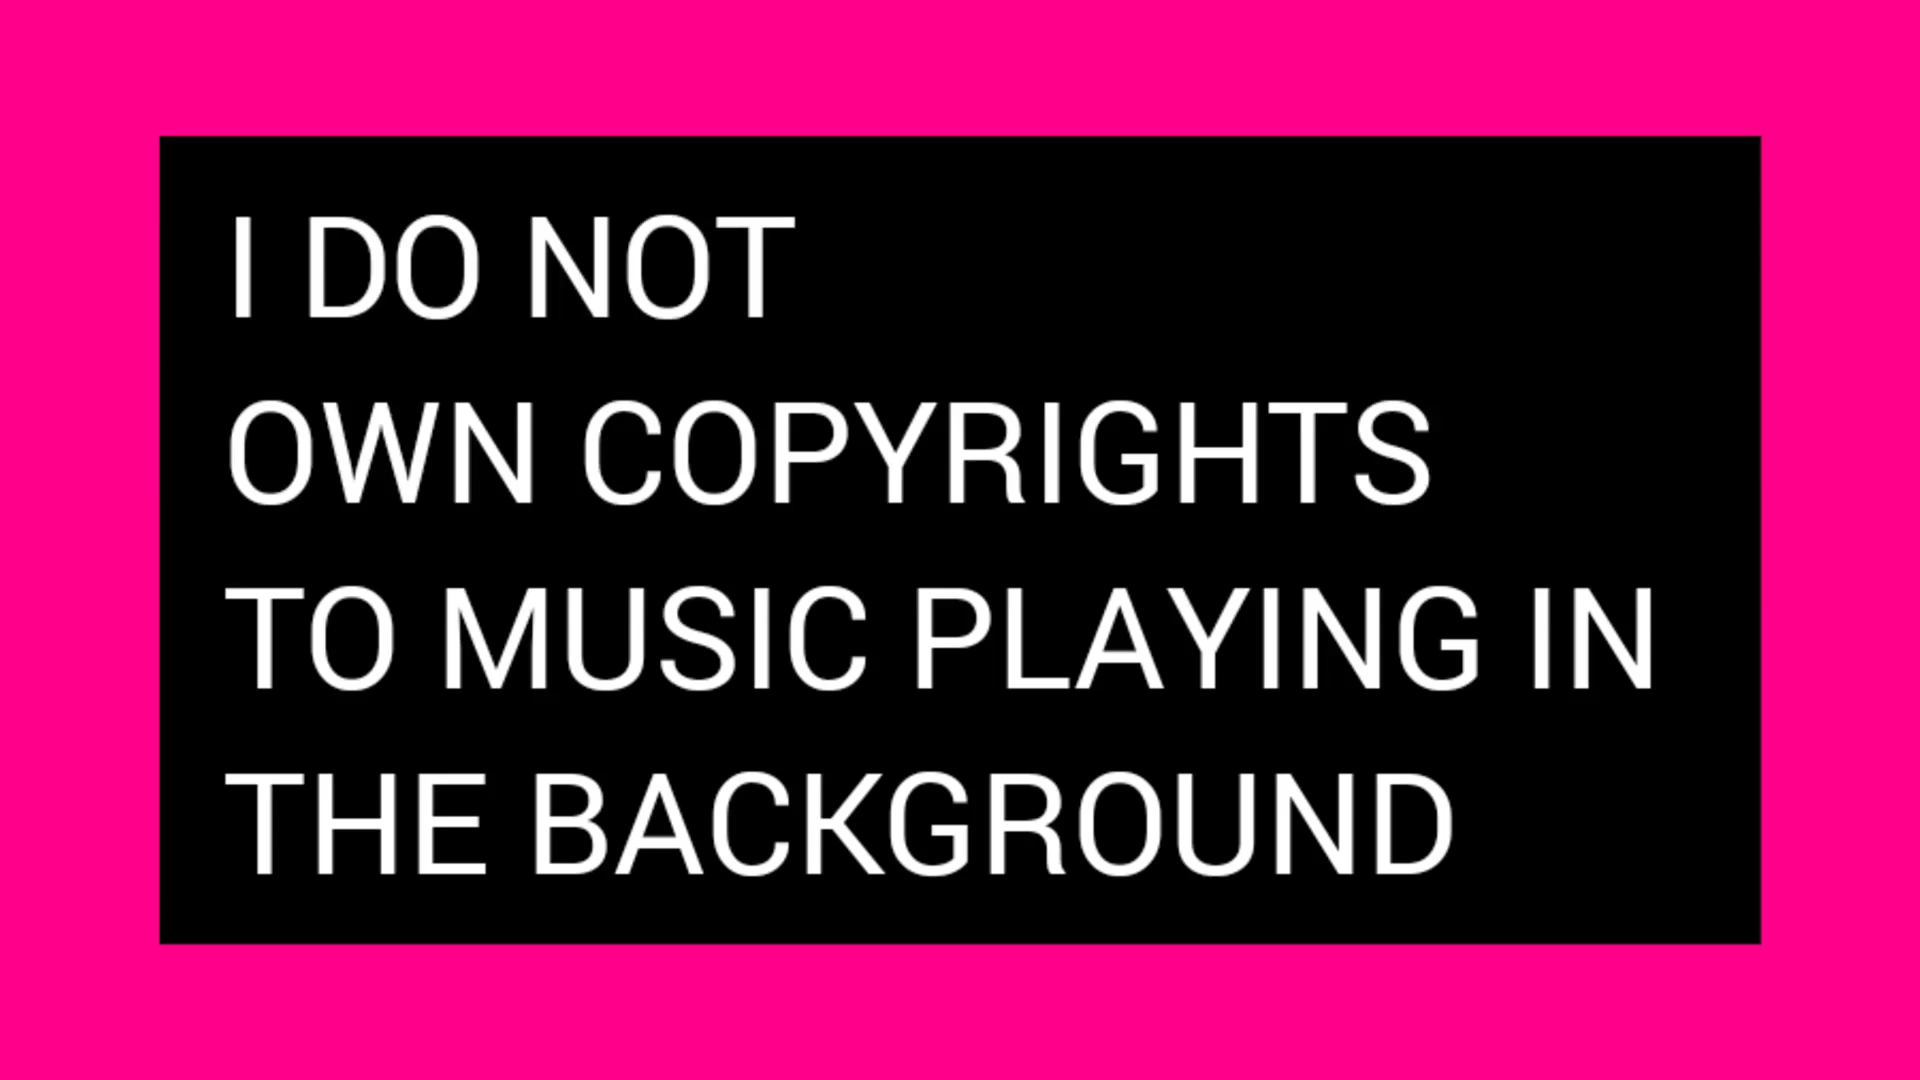 I DO NOT
OWN COPYRIGHTS
TO MUSIC PLAYING IN
THE BACKGROUND